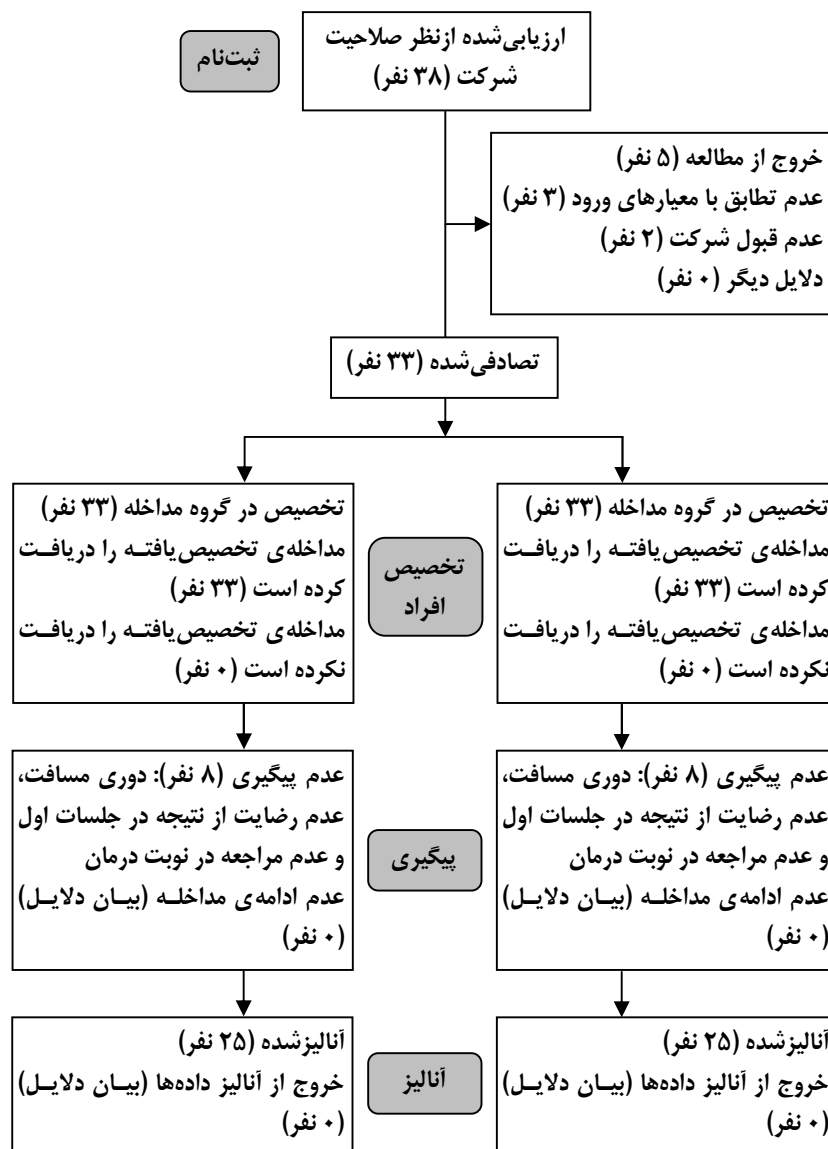 ارزیابی‌شده ازنظر صلاحیت
شرکت (۳۸ نفر)
ثبت‌نام
خروج از مطالعه (۵ نفر)
عدم تطابق با معیارهای ورود (۳ نفر)
عدم قبول شرکت (۲ نفر)
دلایل دیگر (۰ نفر)
تصادفی‌شده (۳۳ نفر)
تخصیص در گروه مداخله (۳۳ نفر)
مداخله‌ی تخصیص‌یافته را دریافت
کرده است (۳۳ نفر)
مداخله‌ی تخصیص‌یافته را دریافت
نکرده است (۰ نفر)
تخصیص
افراد
تخصیص در گروه مداخله (۳۳ نفر)
مداخله‌ی تخصیص‌یافته را دریافت
کرده است (۳۳ نفر)
مداخله‌ی تخصیص‌یافته را دریافت
نکرده است (۰ نفر)
عدم پیگیری (۸ نفر): دوری مسافت،
عدم رضایت از نتیجه در جلسات اول
و عدم مراجعه در نوبت درمان
عدم ادامه‌ی مداخله (بیان دلایل)
(۰ نفر)
پیگیری
عدم پیگیری (۸ نفر): دوری مسافت،
عدم رضایت از نتیجه در جلسات اول
و عدم مراجعه در نوبت درمان
عدم ادامه‌ی مداخله (بیان دلایل)
(۰ نفر)
آنالیزشده (۲۵ نفر)
خروج از آنالیز داده‌ها (بیان دلایل)
(۰ نفر)
آنالیز
آنالیزشده (۲۵ نفر)
خروج از آنالیز داده‌ها (بیان دلایل)
(۰ نفر)